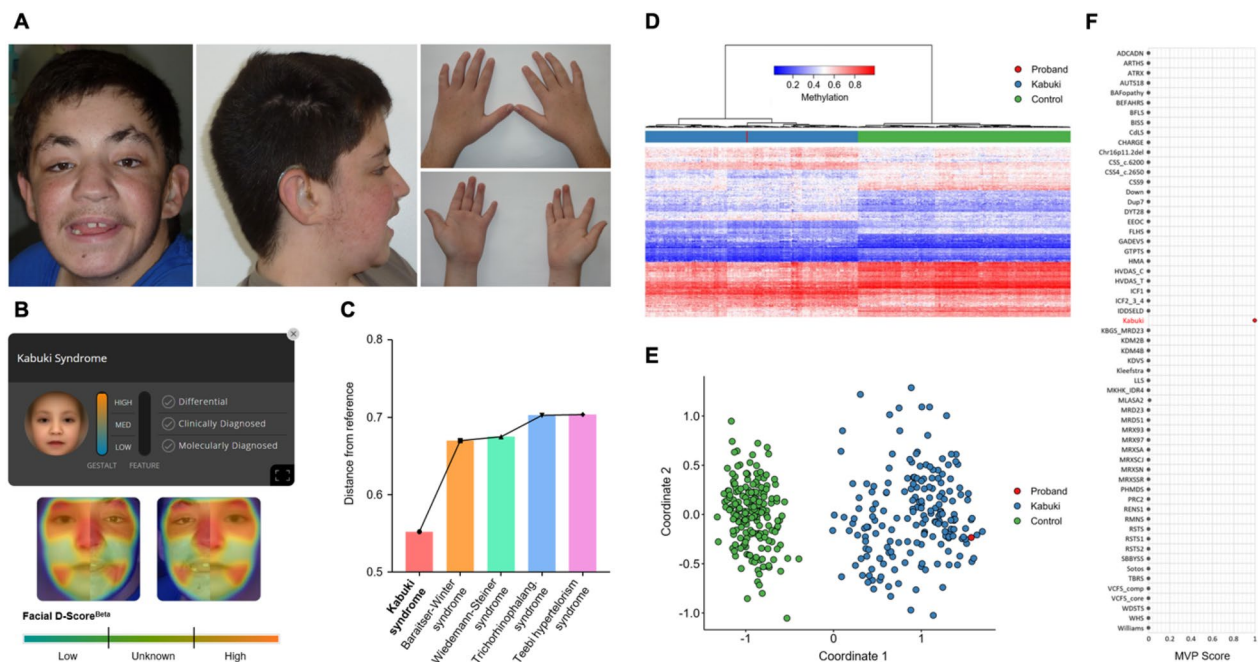 A
B
Kabuki Syndrome
HIGH
MED
LOW
GESTALT
FEATURE
Differential
Clinically Diagnosed
Molecularly Diagnosed
Facial D-ScoreBeta
Low
Unknown
High
C
Distance from reference
0.8
0.7
0.6
0.5
Kabuki
syndrome
Baraitser-Winter
syndrome
Wiedemann-Steiner
syndrome
Trichorhinophalang.
syndrome
Teebi hypertelorism
syndrome
D
0.2 0.4 0.6 0.8
Methylation
Proband
Kabuki
Control
E
Coordinate 2
1.0
0.5
0.0
-0.5
-1.0
-1
0
1
Coordinate 1
Proband
Kabuki
Control
F
ADCADN
ARTHS
ATRX
AUTS18
BAFopathy
BEFAHRS
BFLS
BISS
CdLS
CHARGE
Chr16p11.2del
CSS_c.6200
CSS4_c.2650
CSS9
Down
Dup7
DYT28
EEOC
FLHS
GADEVS
GTPTS
HMA
HVDAS_C
HVDAS_T
ICF1
ICF2_3_4
IDDSELD
Kabuki
KBGS_MRD23
KDM2B
KDM4B
KDVS
Kleefstra
LLS
MKHK_IDR4
MLASA2
MRD23
MRD51
MRX93
MRX97
MRXSA
MRXSCJ
MRXSN
MRXSSR
PHMDS
PRC2
RENS1
RMNS
RSTS
RSTS1
RSTS2
SBBYSS
Sotos
TBRS
VCFS_comp
VCFS_core
WDSTS
WHS
Williams
0 0.2 0.4 0.6 0.8 1
MVP Score